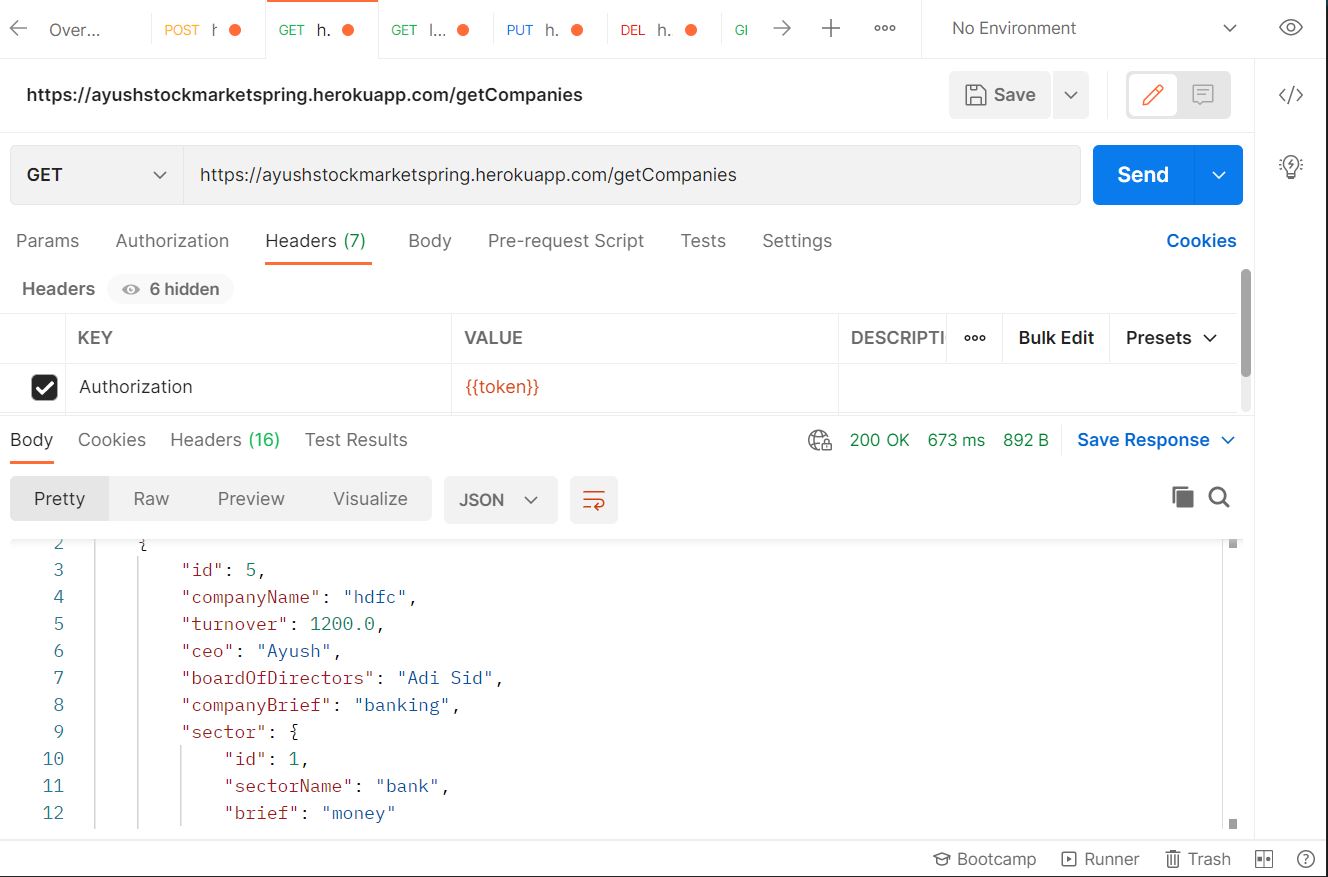 Over... POST h GET h. GET l... PUT h. DEL h. GI No Environment
https://ayushstockmarketspring.herokuapp.com/getCompanies Save
GET https://ayushstockmarketspring.herokuapp.com/getCompanies Send
Params Authorization Headers (7) Body Pre-request Script Tests Settings Cookies
Headers 6 hidden
KEY VALUE DESCRIPTI Bulk Edit Presets
Authorization {{token}}
Body Cookies Headers (16) Test Results 200 OK 673 ms 892 B Save Response
Pretty Raw Preview Visualize JSON
2 {
3 "id": 5,
4 "companyName": "hdfc",
5 "turnover": 1200.0,
6 "ceo": "Ayush",
7 "boardOfDirectors": "Adi Sid",
8 "companyBrief": "banking",
9 "sector": {
10 "id": 1,
11 "sectorName": "bank",
12 "brief": "money"
Bootcamp Runner Trash